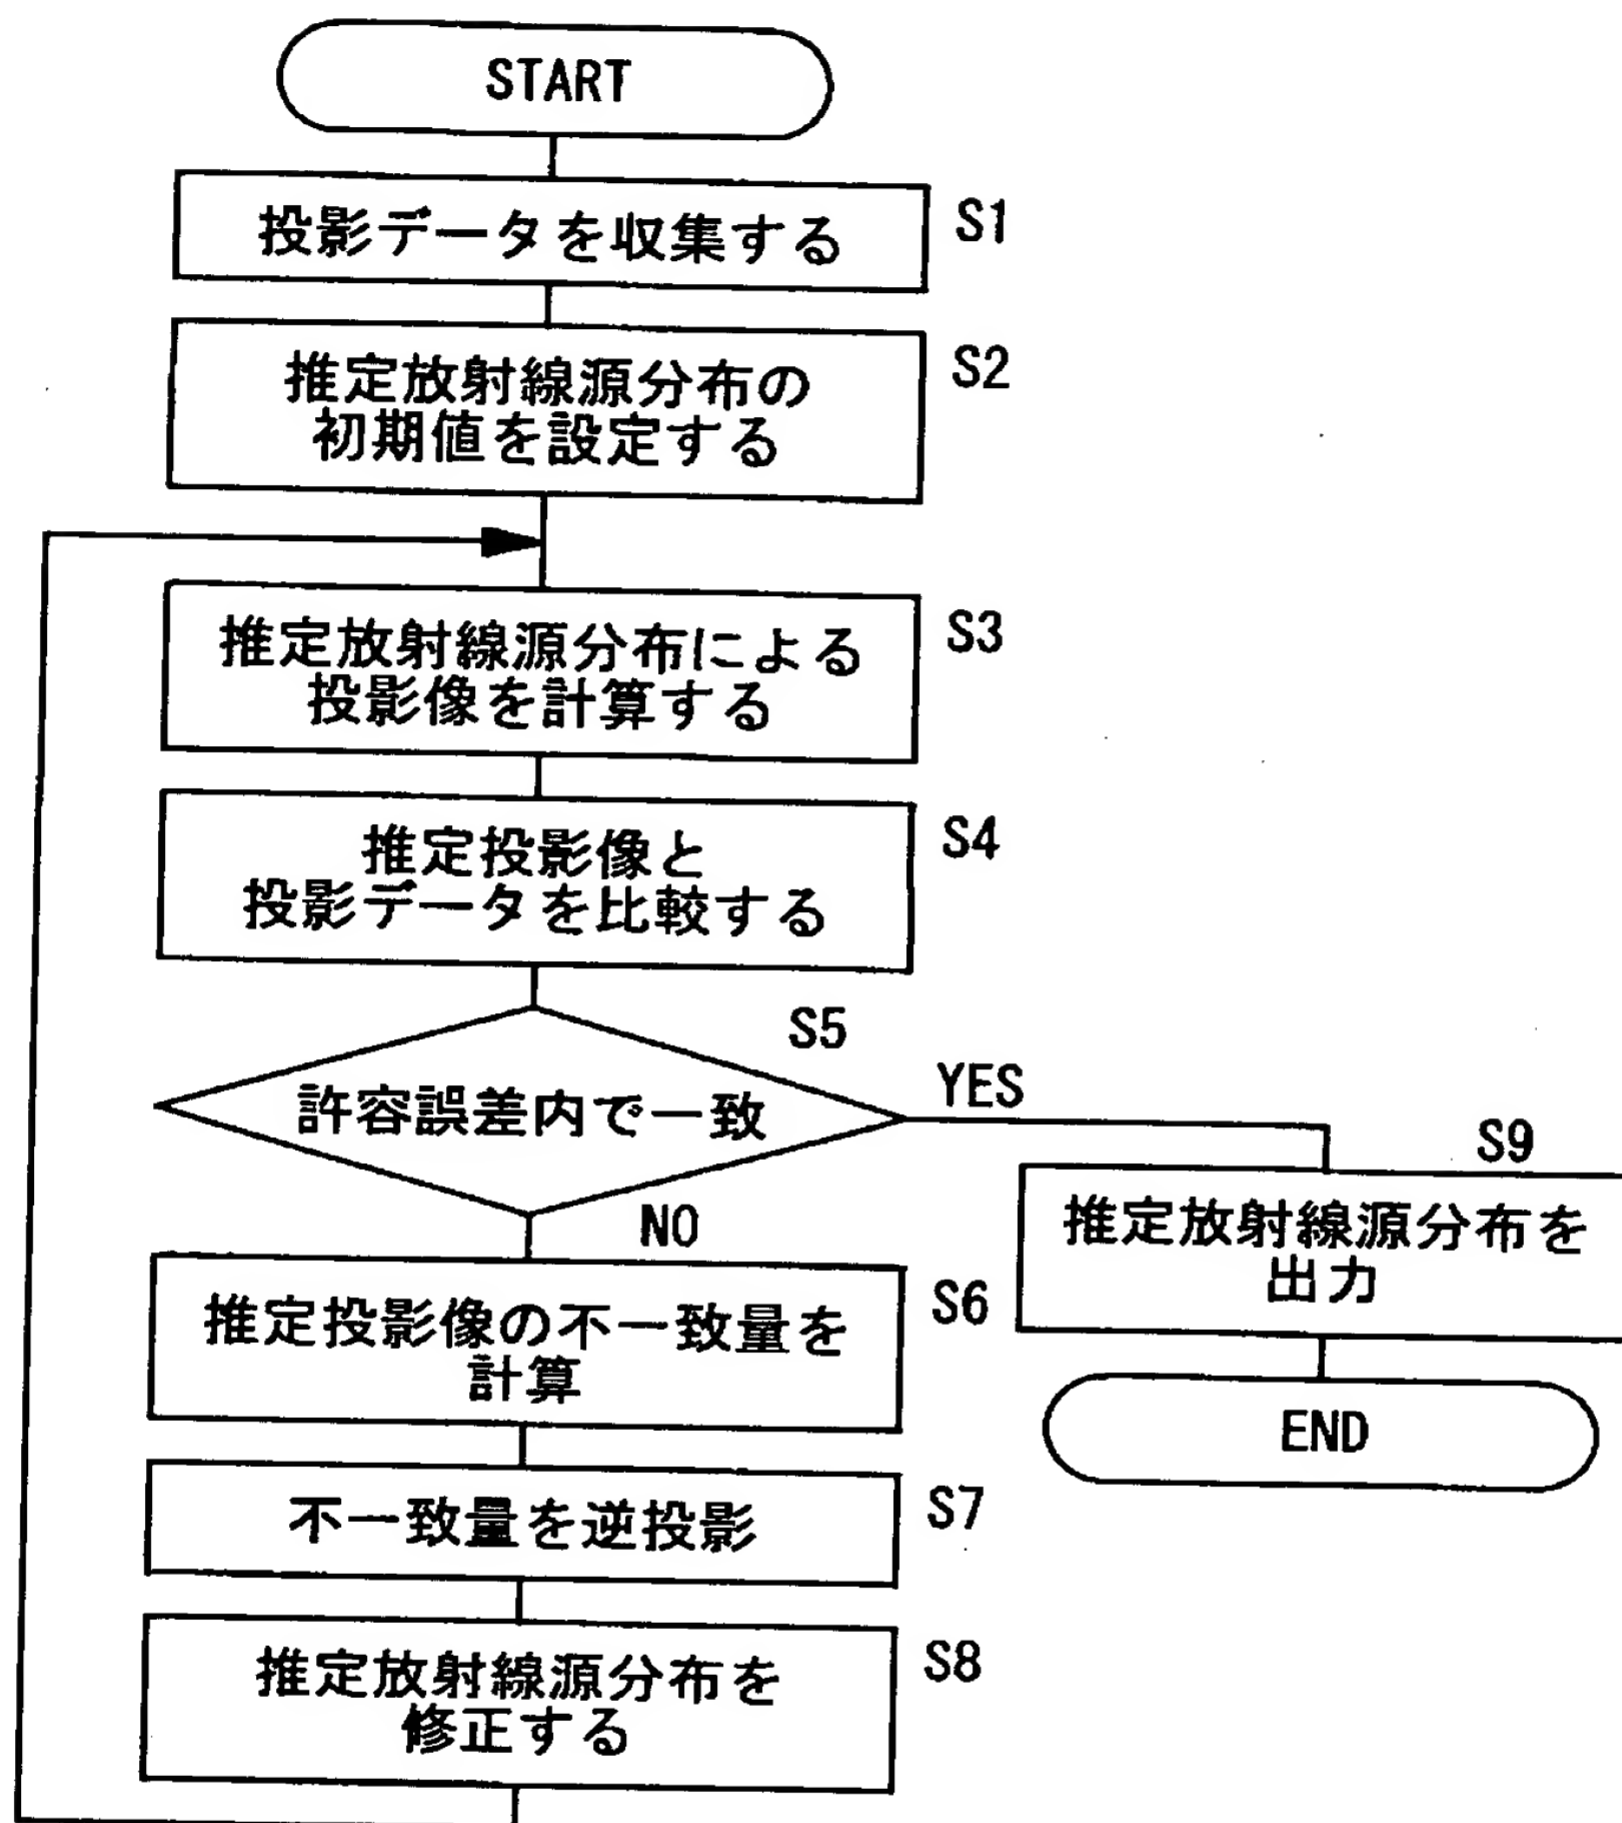 START
投影データを収集する
S1
推定放射線源分布の
初期値を設定する
S2
推定放射線源分布による
投影像を計算する
S3
推定投影像と
投影データを比較する
S4
S5
許容誤差内で一致
YES
NO
S9
推定放射線源分布を
出力
END
推定投影像の不一致量を
計算
S6
不一致量を逆投影
S7
推定放射線源分布を
修正する
S8